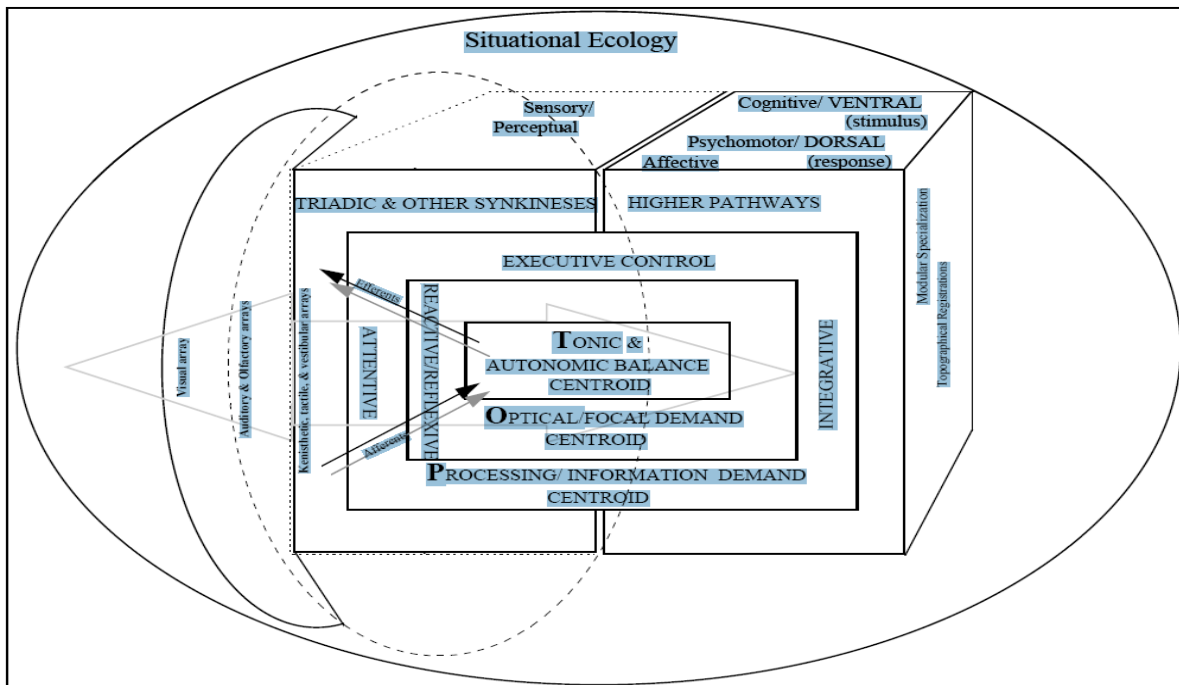 Situational Ecology
Sensory/
Perceptual
Cognitive/ VENTRAL
(stimulus)
Psychomotor/ DORSAL
Affective (response)
TRIADIC & OTHER SYNKINESES
HIGHER PATHWAYS
EXECUTIVE CONTROL
Visual array
Auditory & Olfactory arrays
Kenisthetic, tactile, & vestibular arrays
Efferents
Afferents
ATTENTIVE
REACTIVE/REFLEXIVE
TONIC &
AUTONOMIC BALANCE
CENTROID
OPTICAL/FOCAL DEMAND
CENTROID
PROCESSING/ INFORMATION DEMAND
CENTROID
INTEGRATIVE
Modular Specialization
Topographical Registrations